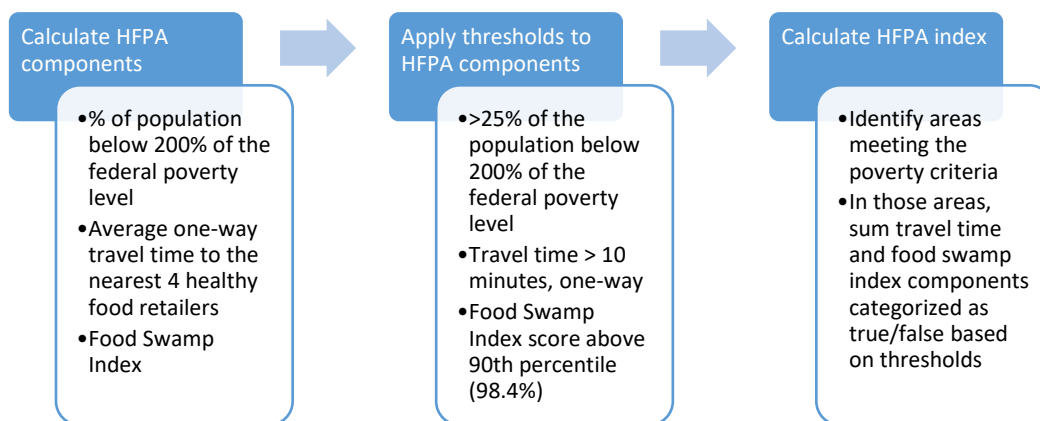 Calculate HFPA
components
•% of population
below 200% of the
federal poverty
level
•Average one-way
travel time to the
nearest 4 healthy
food retailers
•Food Swamp
Index
Apply thresholds to
HFPA components
•>25% of the
population below
200% of the
federal poverty
level
•Travel time > 10
minutes, one-way
•Food Swamp
Index score above
90th percentile
(98.4%)
Calculate HFPA index
•Identify areas
meeting the
poverty criteria
•In those areas,
sum travel time
and food swamp
index components
categorized as
true/false based
on thresholds